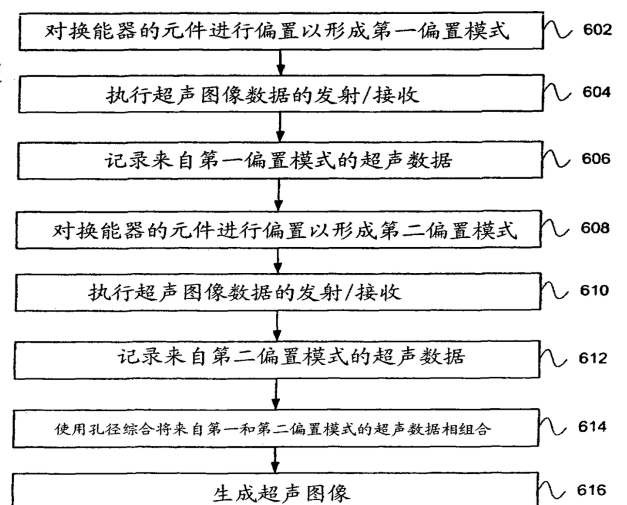 对换能器的元件进行偏置以形成第一偏置模式 602
执行超声图像数据的发射/接收 604
记录来自第一偏置模式的超声数据 606
对换能器的元件进行偏置以形成第二偏置模式 608
执行超声图像数据的发射/接收 610
记录来自第二偏置模式的超声数据 612
使用孔径综合将来自第一和第二偏置模式的超声数据相组合 614
生成超声图像 616